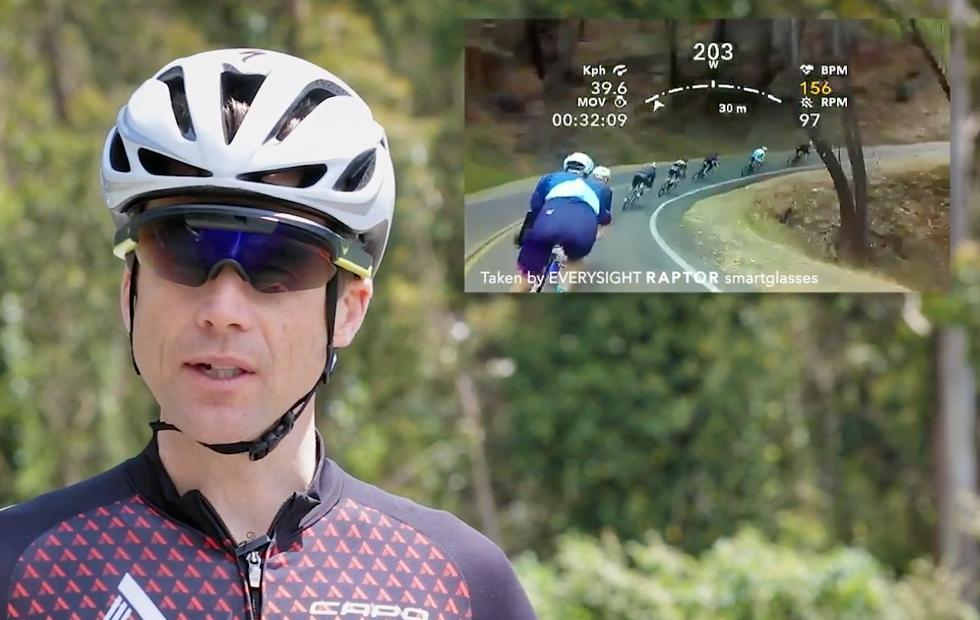 203
W
Kph
39.6
MOV
00:32:09
30 m
BPM
156
RPM
97
Taken by EVERYSIGHT RAPTOR smartglasses
CAPO